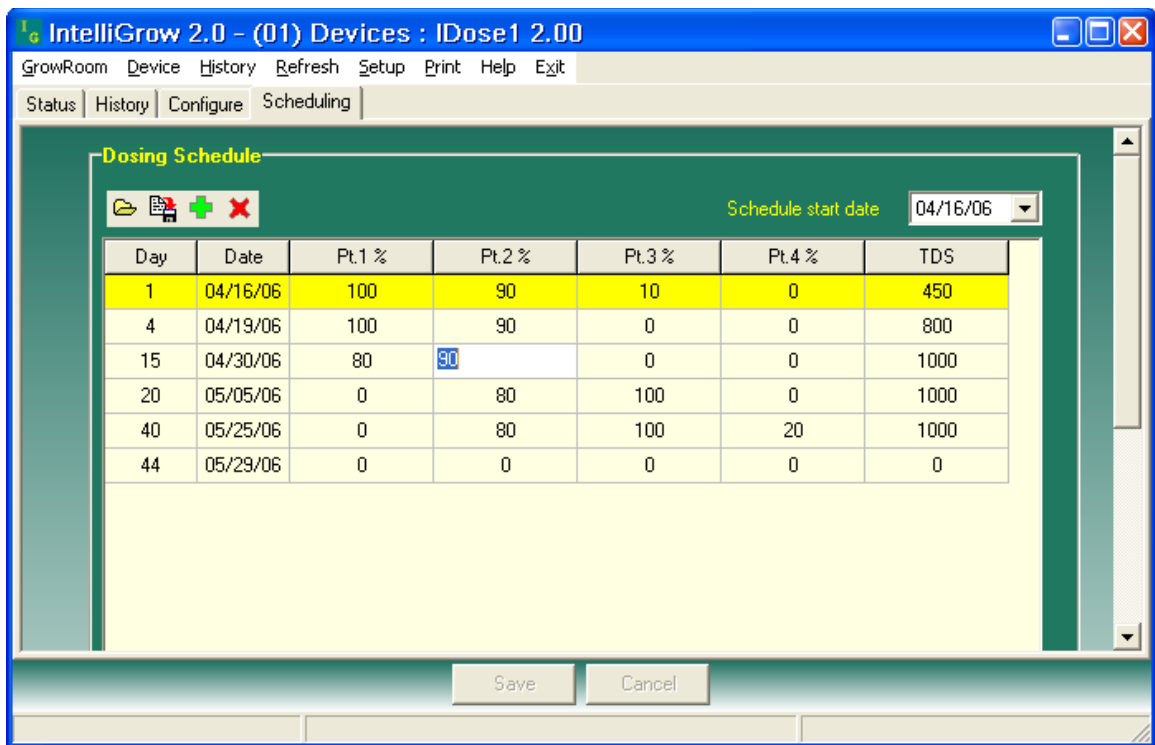 IG IntelliGrow 2.0 - (01) Devices : IDose1 2.00
GrowRoom Device History Refresh Setup Print Help Exit
Status History Configure Scheduling
Dosing Schedule
Schedule start date 04/16/06
Day Date Pt.1 % Pt.2 % Pt.3 % Pt.4 % TDS
1 04/16/06 100 90 10 0 450
4 04/19/06 100 90 0 0 800
15 04/30/06 80 90 0 0 1000
20 05/05/06 0 80 100 0 1000
40 05/25/06 0 80 100 20 1000
44 05/29/06 0 0 0 0 0
Save Cancel